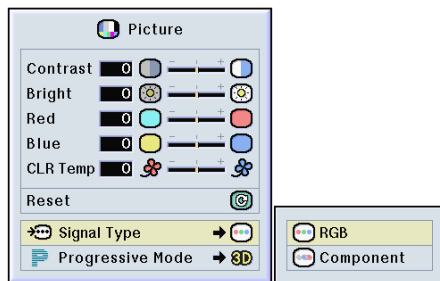 Picture
Contrast 0
Bright 0
Red 0
Blue 0
CLR Temp 0
Reset
Signal Type
Progressive Mode 3D
RGB
Component